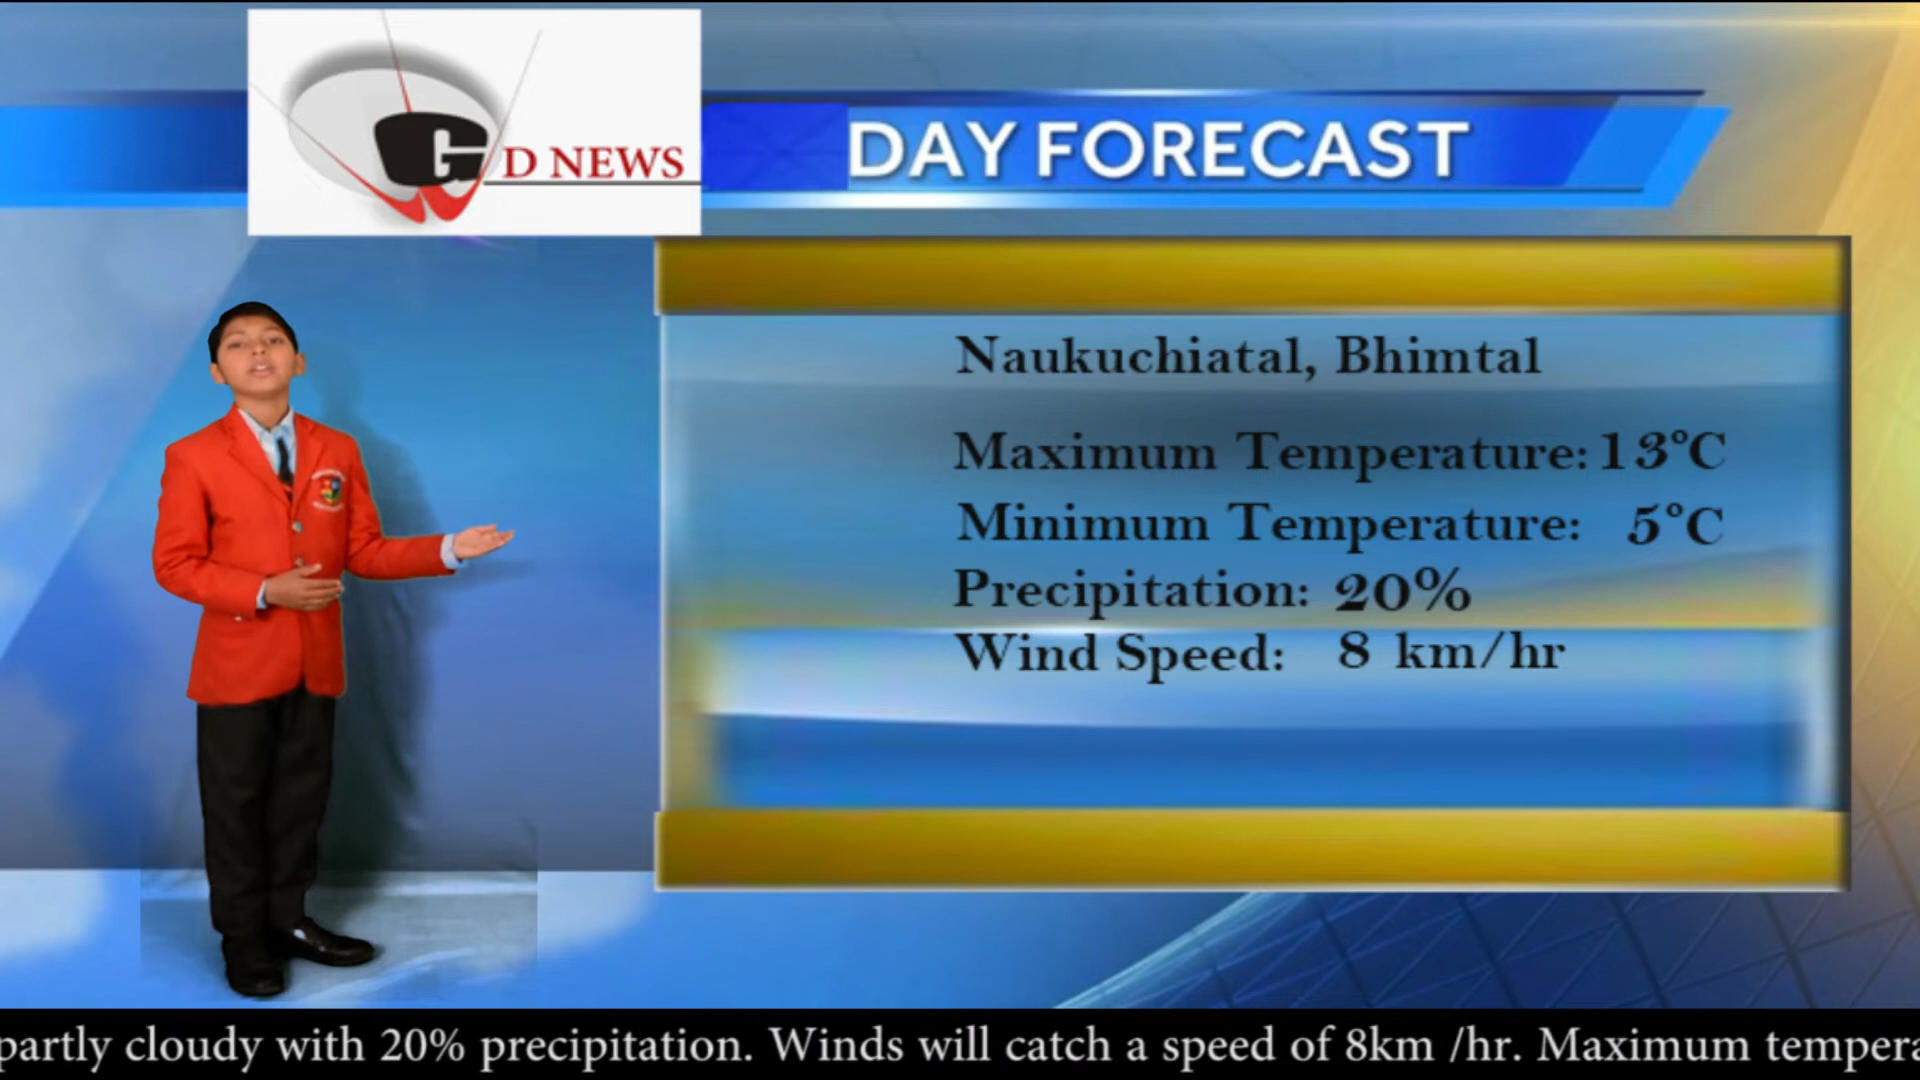 GD NEWS
DAY FORECAST
Naukuchiatal, Bhimtal
Maximum Temperature: 13°C
Minimum Temperature: 5°C
Precipitation: 20%
Wind Speed: 8 km/hr
partly cloudy with 20% precipitation. Winds will catch a speed of 8km /hr. Maximum tempera